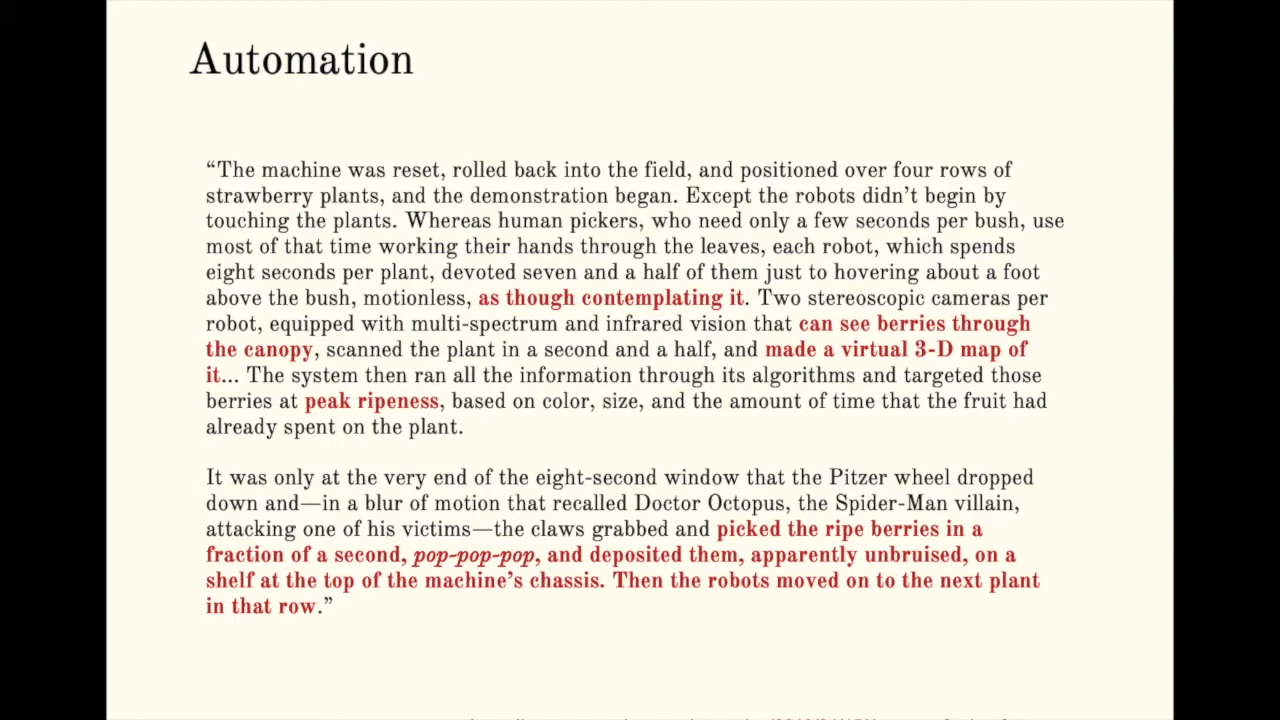 Automation
“The machine was reset, rolled back into the field, and positioned over four rows of
strawberry plants, and the demonstration began. Except the robots didn’t begin by
touching the plants. Whereas human pickers, who need only a few seconds per bush, use
most of that time working their hands through the leaves, each robot, which spends
eight seconds per plant, devoted seven and a half of them just to hovering about a foot
above the bush, motionless, as though contemplating it. Two stereoscopic cameras per
robot, equipped with multi-spectrum and infrared vision that can see berries through
the canopy, scanned the plant in a second and a half, and made a virtual 3-D map of
it... The system then ran all the information through its algorithms and targeted those
berries at peak ripeness, based on color, size, and the amount of time that the fruit had
already spent on the plant.
It was only at the very end of the eight-second window that the Pitzer wheel dropped
down and—in a blur of motion that recalled Doctor Octopus, the Spider-Man villain,
attacking one of his victims—the claws grabbed and picked the ripe berries in a
fraction of a second, pop-pop-pop, and deposited them, apparently unbruised, on a
shelf at the top of the machine’s chassis. Then the robots moved on to the next plant
in that row.”